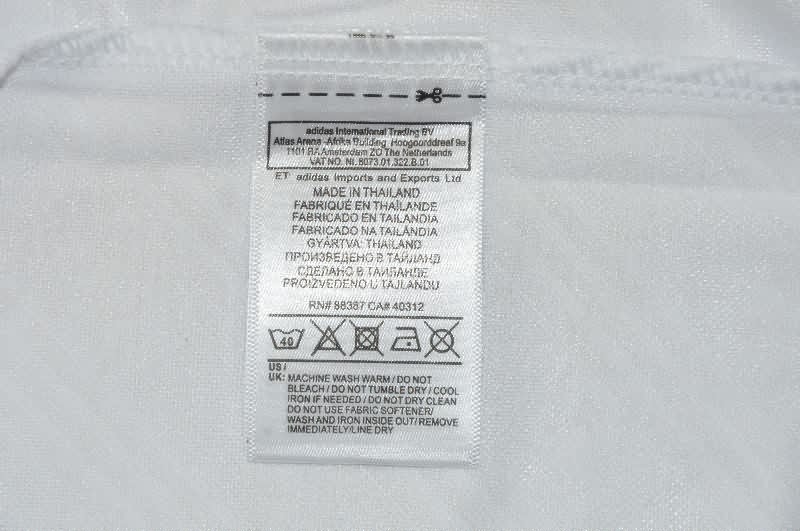 adidas International Trading BV
Atlas Arena -Afrika Building Hoogoorddreef 9a
1101 BA Amsterdam ZO The Netherlands
VAT NO. NL 8073.01.322.B.01
ET: adidas Imports and Exports Ltd
MADE IN THAILAND
FABRIQUÉ EN THAÏLANDE
FABRICADO EN TAILANDIA
FABRICADO NA TAILÂNDIA
GYÁRTVA: THAILAND
ПРОИЗВЕДЕНО В ТАЙЛАНД
СДЕЛАНО В ТАИЛАНДЕ
PROIZVEDENO U TAJLANDU
RN# 88387 CA# 40312
40
US /
UK: MACHINE WASH WARM / DO NOT
BLEACH / DO NOT TUMBLE DRY / COOL
IRON IF NEEDED / DO NOT DRY CLEAN
DO NOT USE FABRIC SOFTENER/
WASH AND IRON INSIDE OUT/ REMOVE
IMMEDIATELY/LINE DRY